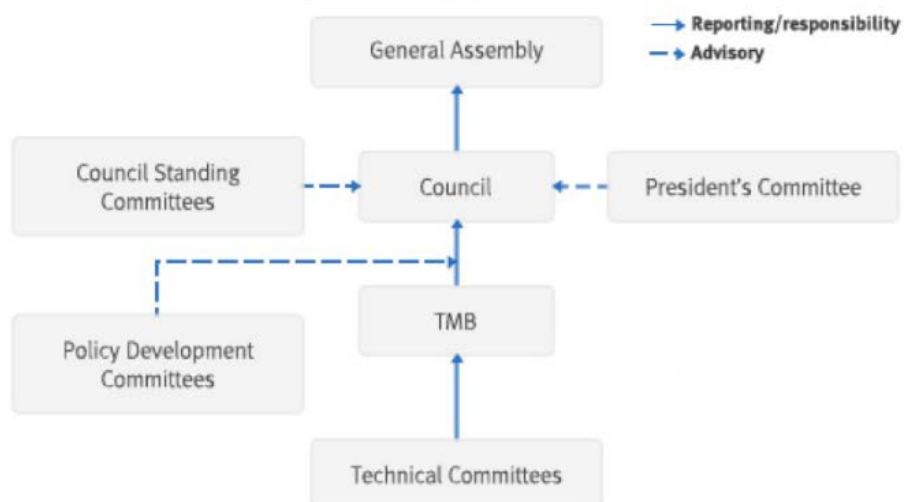 General Assembly
Reporting/responsibility
Advisory
Council Standing
Committees
Council
President's Committee
Policy Development
Committees
TMB
Technical Committees